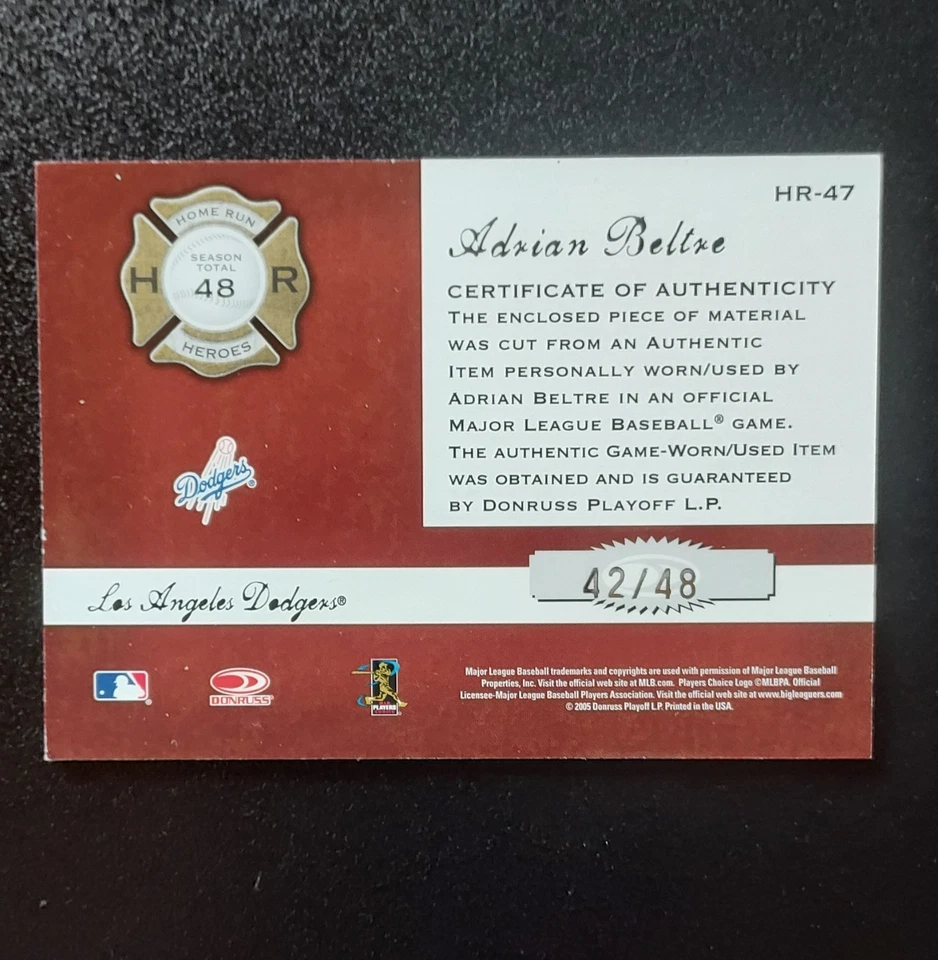 HOME RUN
SEASON
TOTAL
H 48 R
HEROES
Dodgers®
HR-47
Adrian Beltre
CERTIFICATE OF AUTHENTICITY
THE ENCLOSED PIECE OF MATERIAL
WAS CUT FROM AN AUTHENTIC
ITEM PERSONALLY WORN/USED BY
ADRIAN BELTRE IN AN OFFICIAL
MAJOR LEAGUE BASEBALL® GAME.
THE AUTHENTIC GAME-WORN/USED ITEM
WAS OBTAINED AND IS GUARANTEED
BY DONRUSS PLAYOFF L.P.
42/48
Los Angeles Dodgers®
DONRUSS®
PLAYERS
CHOICE
Major League Baseball trademarks and copyrights are used with permission of Major League Baseball
Properties, Inc. Visit the official web site at MLB.com. Players Choice Logo ©MLBPA. Official
Licensee-Major League Baseball Players Association. Visit the official web site at www.bigleaguers.com
© 2005 Donruss Playoff L.P. Printed in the USA.